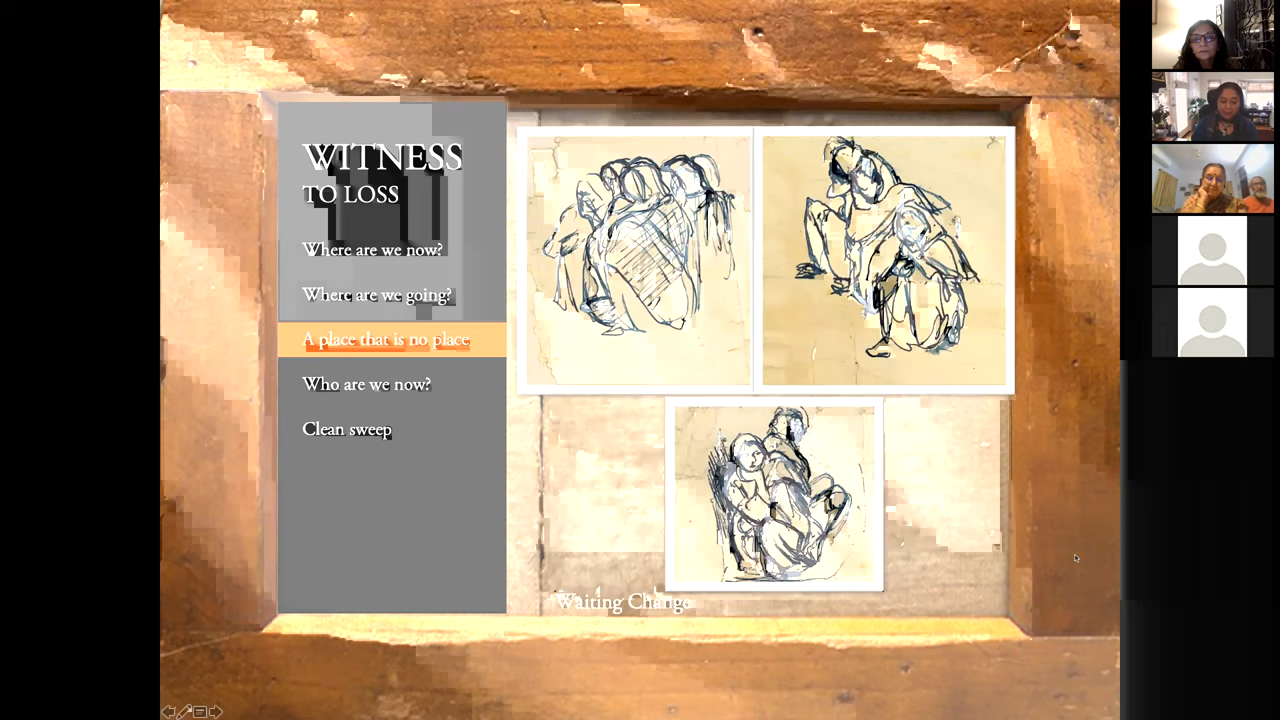 WITNESS
TO LOSS
Where are we now?
Where are we going?
A place that is no place
Who are we now?
Clean sweep
Waiting Change